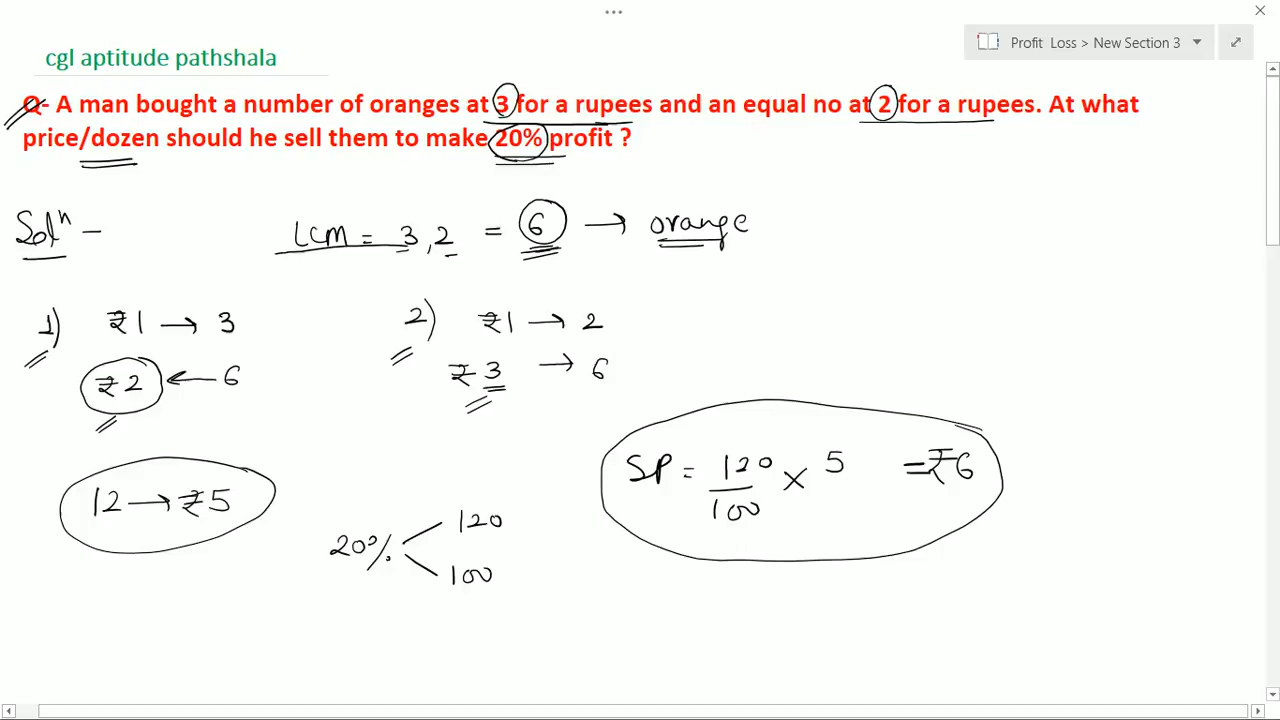 Profit Loss > New Section 3
cgl aptitude pathshala
Q- A man bought a number of oranges at 3 for a rupees and an equal no at 2 for a rupees. At what
price/dozen should he sell them to make 20% profit ?
Solⁿ –
LCM = 3, 2 = 6 → orange
1) ₹1 → 3
₹2 ← 6
2) ₹1 → 2
₹3 → 6
12 → ₹5
20% < 120
100
SP = 120/100 × 5 = ₹6